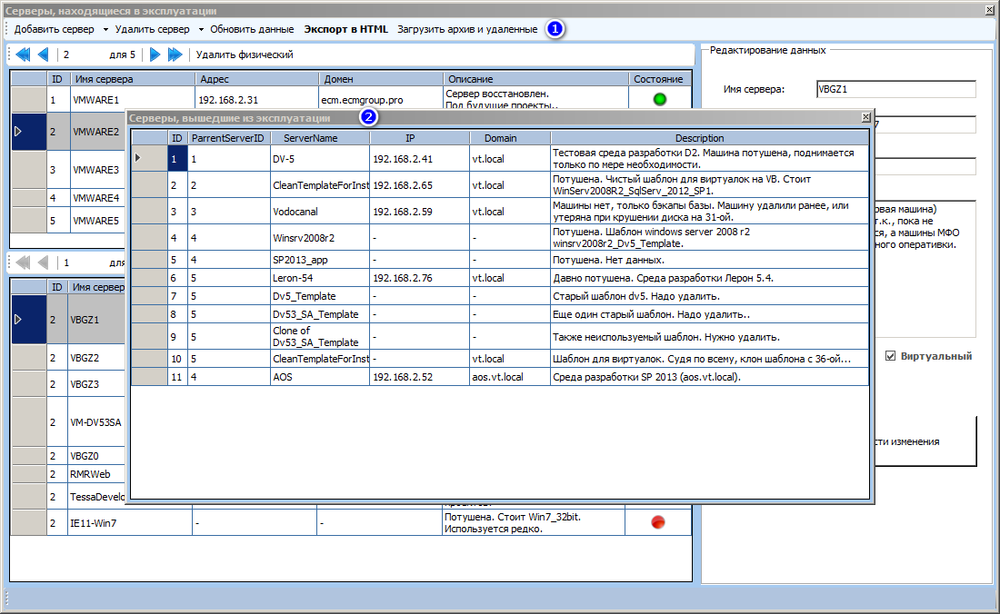 Серверы, находящиеся в эксплуатации
Добавить сервер Удалить сервер Обновить данные Экспорт в HTML Загрузить архив и удаленные 1
2 для 5 Удалить физический
ID Имя сервера Адрес Домен Описание Состояние
1 VMWARE1 192.168.2.31 ecm.ecmgroup.pro Сервер восстановлен.
Под будущие проекты..
2 VMWARE2
3 VMWARE3
4 VMWARE4
5 VMWARE5
1 для
ID Имя сервер
2 VBGZ1
2 VBGZ2
2 VBGZ3
2 VM-DV53SA
2 VBGZ0
2 RMRWeb
2 TessaDevelo
2 IE11-Win7 - - Потушена. Стоит Win7_32bit.
Используется редко.
Серверы, вышедшие из эксплуатации 2
ID ParrentServerID ServerName IP Domain Description
1 1 DV-5 192.168.2.41 vt.local Тестовая среда разработки D2. Машина потушена, поднимается
только по мере необходимости.
2 2 CleanTemplateForInst 192.168.2.65 vt.local Потушена. Чистый шаблон для виртуалок на VB. Стоит
WinServ2008R2_SqlServ_2012_SP1.
3 3 Vodocanal 192.168.2.59 vt.local Машины нет, только бэкапы базы. Машину удалили ранее, или
утеряна при крушении диска на 31-ой.
4 4 Winsrv2008r2 - - Потушена. Шаблон windows server 2008 r2
winsrv2008r2_Dv5_Template.
5 4 SP2013_app - - Потушена. Нет данных.
6 5 Leron-54 192.168.2.76 vt.local Давно потушена. Среда разработки Лерон 5.4.
7 5 Dv5_Template - - Старый шаблон dv5. Надо удалить.
8 5 Dv53_SA_Template - - Еще один старый шаблон. Надо удалить..
9 5 Clone of
Dv53_SA_Template - - Также неиспользуемый шаблон. Нужно удалить.
10 5 CleanTemplateForInst - vt.local Шаблон для виртуалок. Судя по всему, клон шаблона с 36-ой...
11 4 AOS 192.168.2.52 aos.vt.local Среда разработки SP 2013 (aos.vt.local).
Редактирование данных
Имя сервера: VBGZ1
7
овая машина)
т.к., пока не
ся, а машины МФО
ного оперативки.
Виртуальный
сти изменения